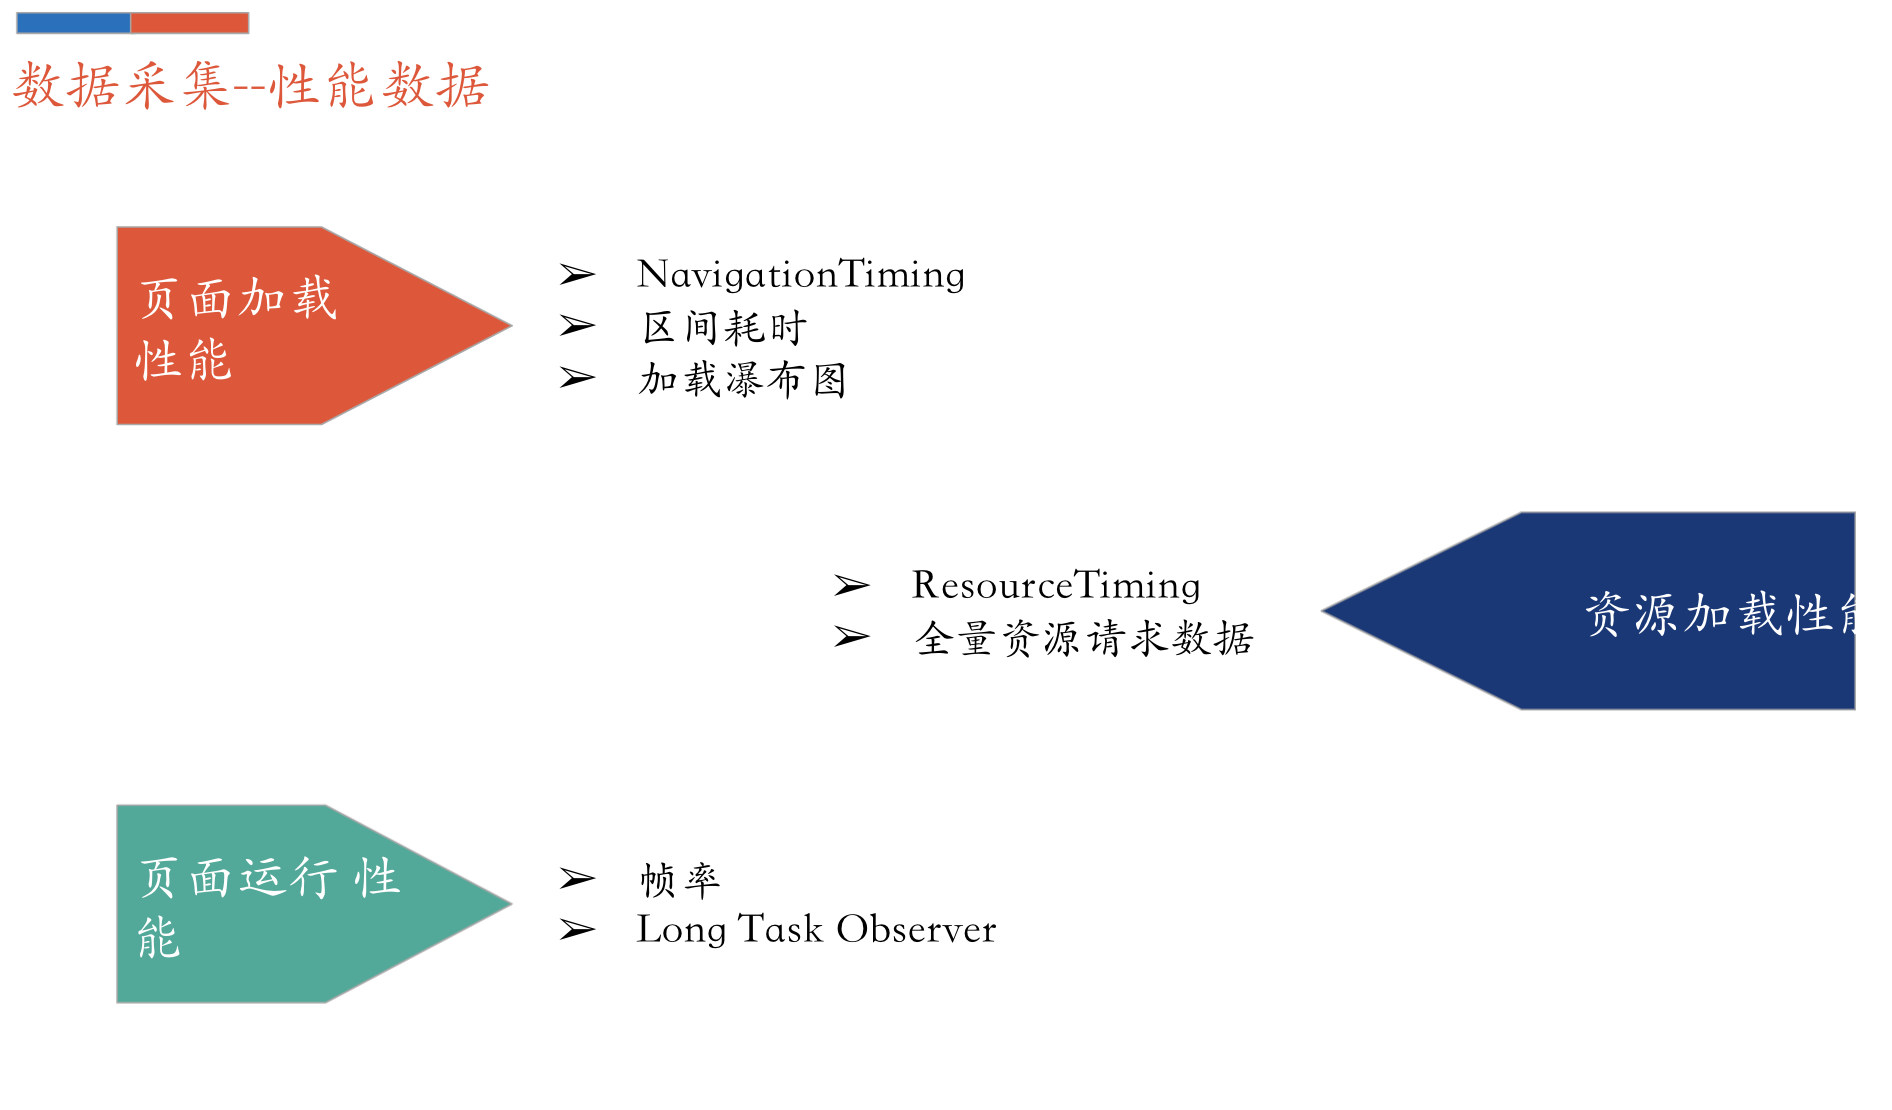 数据采集--性能数据
页面加载
性能
➢ NavigationTiming
➢ 区间耗时
➢ 加载瀑布图
➢ ResourceTiming
➢ 全量资源请求数据
资源加载性能
页面运行 性
能
➢ 帧率
➢ Long Task Observer